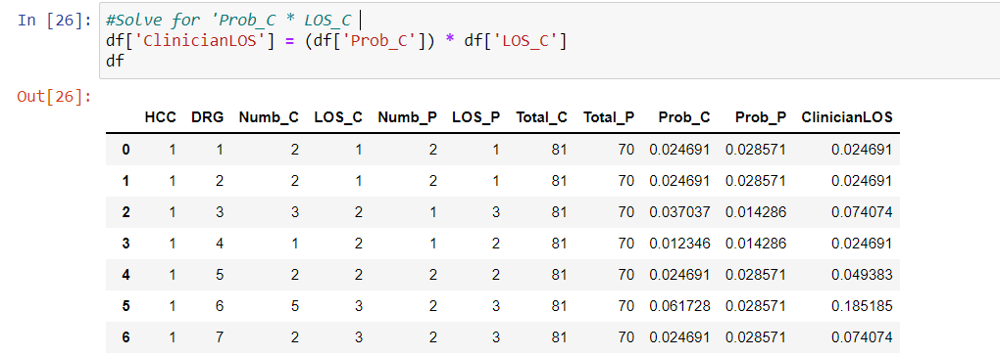 In [26]: #Solve for 'Prob_C * LOS_C
df['ClinicianLOS'] = (df['Prob_C']) * df['LOS_C']
df
Out[26]:
HCC DRG Numb_C LOS_C Numb_P LOS_P Total_C Total_P Prob_C Prob_P ClinicianLOS
0 1 1 2 1 2 1 81 70 0.024691 0.028571 0.024691
1 1 2 2 1 2 1 81 70 0.024691 0.028571 0.024691
2 1 3 3 2 1 3 81 70 0.037037 0.014286 0.074074
3 1 4 1 2 1 2 81 70 0.012346 0.014286 0.024691
4 1 5 2 2 2 2 81 70 0.024691 0.028571 0.049383
5 1 6 5 3 2 3 81 70 0.061728 0.028571 0.185185
6 1 7 2 3 2 3 81 70 0.024691 0.028571 0.074074